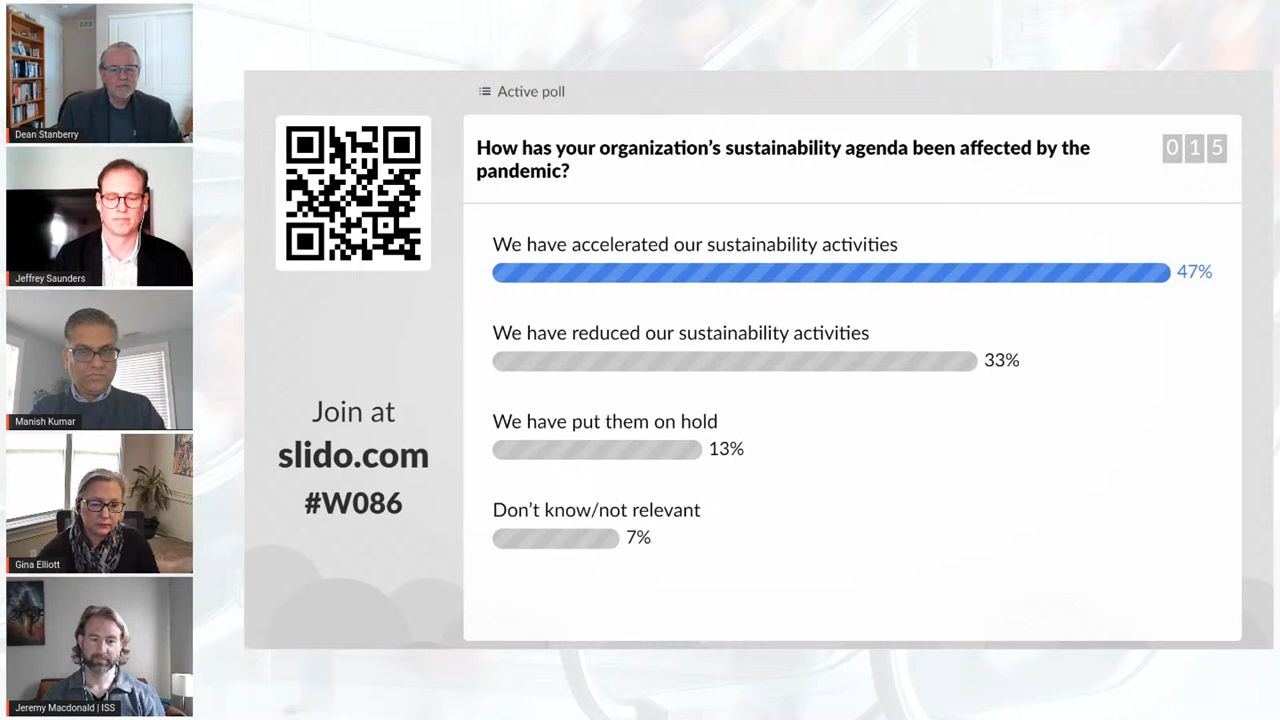 Dean Stanberry
Jeffrey Saunders
Manish Kumar
Gina Elliott
Jeremy Macdonald | ISS
Join at
slido.com
#W086
Active poll
How has your organization's sustainability agenda been affected by the
pandemic?
015
We have accelerated our sustainability activities
47%
We have reduced our sustainability activities
33%
We have put them on hold
13%
Don't know/not relevant
7%